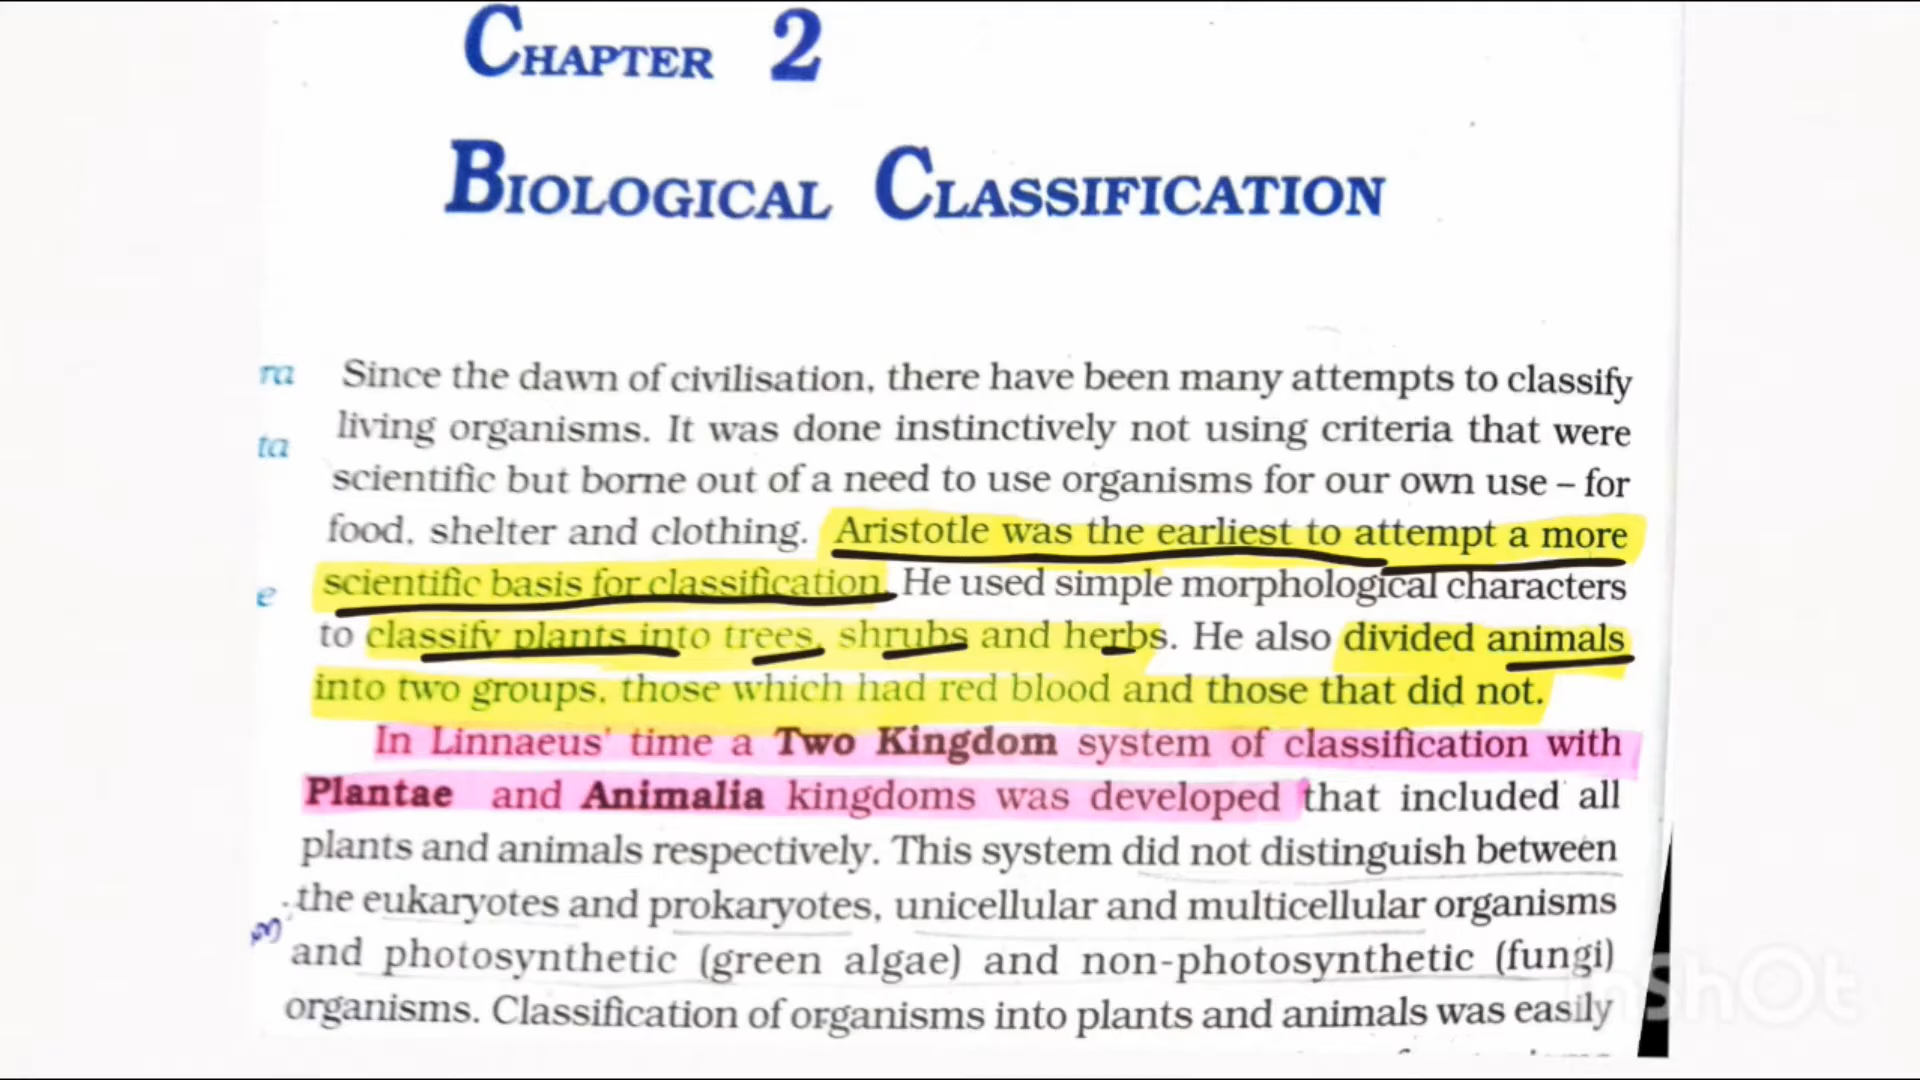 CHAPTER 2
BIOLOGICAL CLASSIFICATION
ra Since the dawn of civilisation, there have been many attempts to classify
ta living organisms. It was done instinctively not using criteria that were
scientific but borne out of a need to use organisms for our own use – for
food, shelter and clothing. Aristotle was the earliest to attempt a more
e scientific basis for classification. He used simple morphological characters
to classify plants into trees, shrubs and herbs. He also divided animals
into two groups, those which had red blood and those that did not.
In Linnaeus' time a Two Kingdom system of classification with
Plantae and Animalia kingdoms was developed that included all
plants and animals respectively. This system did not distinguish between
the eukaryotes and prokaryotes, unicellular and multicellular organisms
and photosynthetic (green algae) and non-photosynthetic (fungi)
organisms. Classification of organisms into plants and animals was easily
InShOt